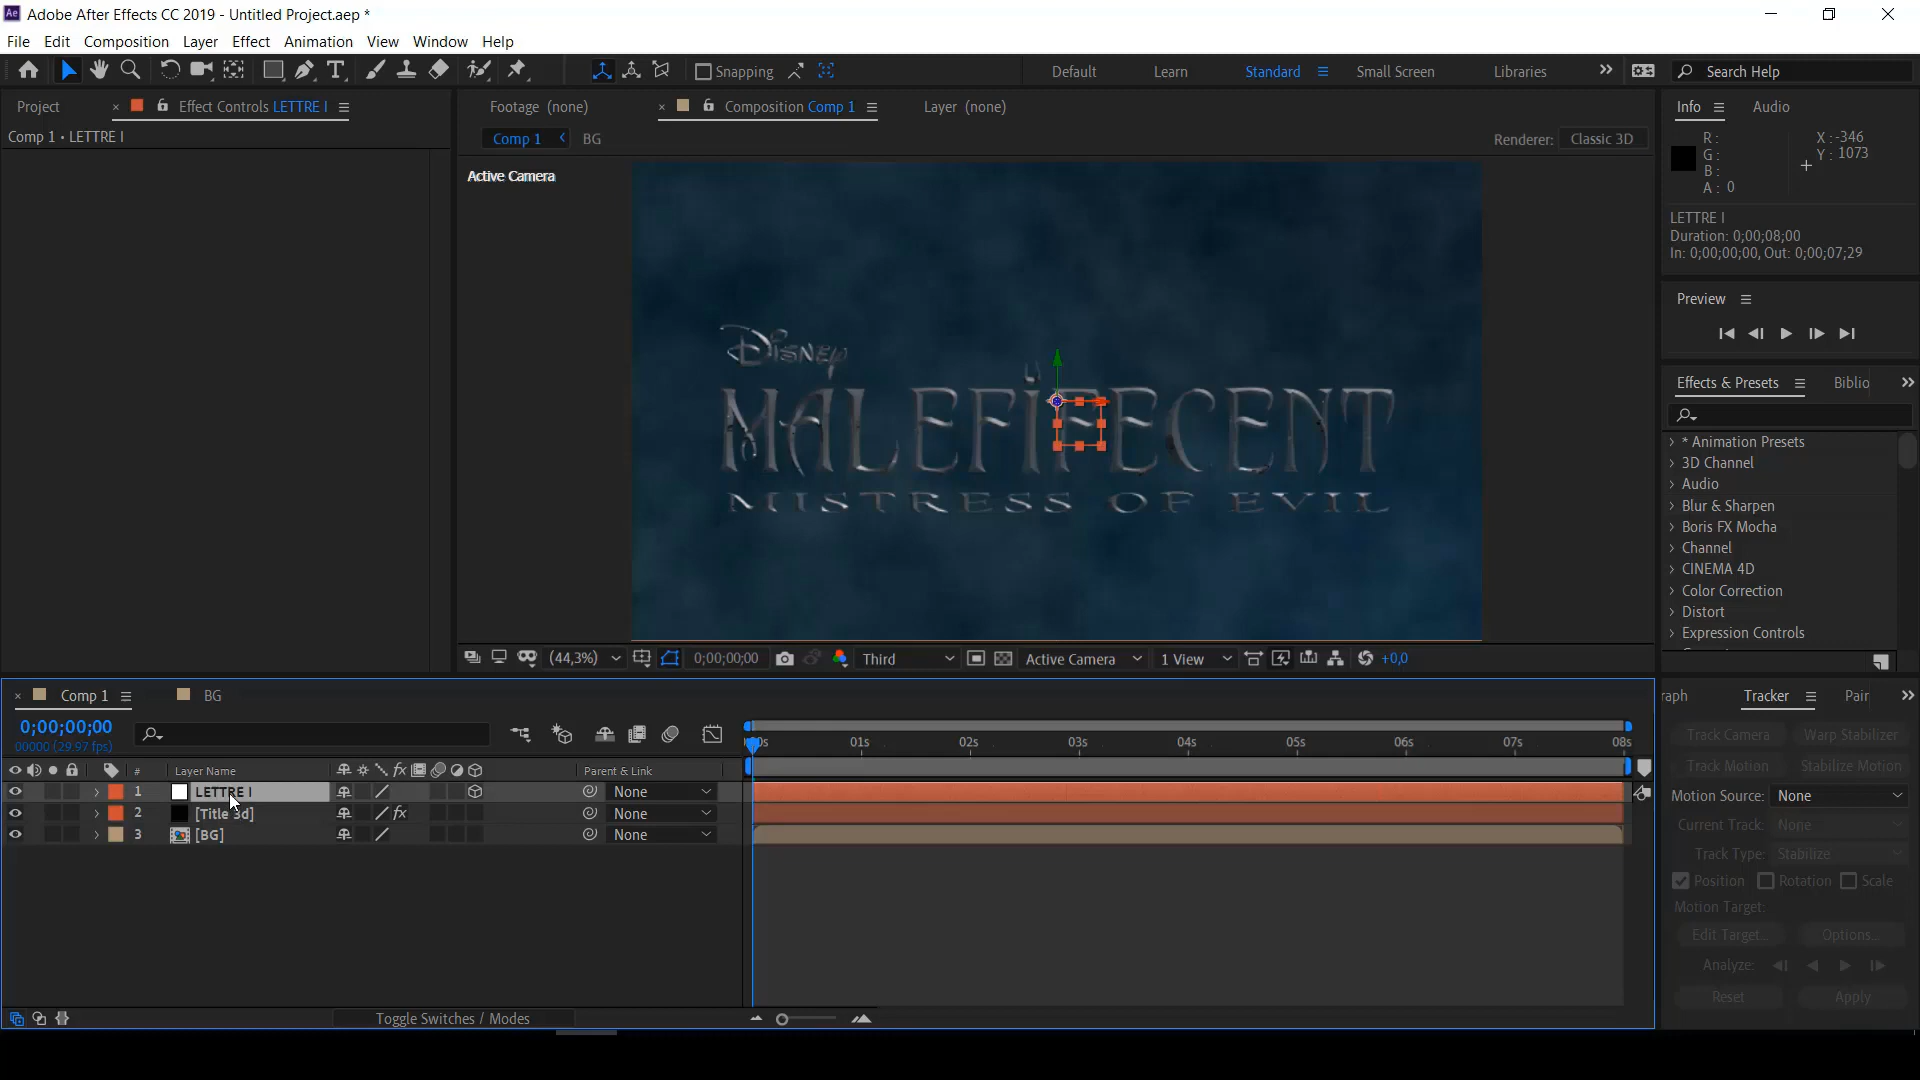 Adobe After Effects CC 2019 - Untitled Project.aep *
File Edit Composition Layer Effect Animation View Window Help
Snapping Default Learn Standard Small Screen Libraries Search Help
Project Effect Controls LETTRE I
Comp 1 • LETTRE I
Footage (none) Composition Comp 1 Layer (none)
Comp 1 BG Renderer: Classic 3D
Active Camera
Disney
MALEFIFECENT
MISTRESS OF EVIL
(44,3%) 0;00;00;00 Third Active Camera 1 View +0,0
Info Audio
R : X : -346
G : Y : 1073
B :
A : 0
LETTRE I
Duration: 0;00;08;00
In: 0;00;00;00, Out: 0;00;07;29
Preview
Effects & Presets Biblio
* Animation Presets
3D Channel
Audio
Blur & Sharpen
Boris FX Mocha
Channel
CINEMA 4D
Color Correction
Distort
Expression Controls
Comp 1 BG
0;00;00;00
00000 (29.97 fps)
01s 02s 03s 04s 05s 06s 07s 08s
# Layer Name fx Parent & Link
1 LETTRE I None
2 [Title 3d] fx None
3 [BG] None
Toggle Switches / Modes
raph Tracker Pair
Track Camera Warp Stabilizer
Track Motion Stabilize Motion
Motion Source: None
Current Track: None
Track Type: Stabilize
Position Rotation Scale
Motion Target:
Edit Target... Options...
Analyze:
Reset Apply